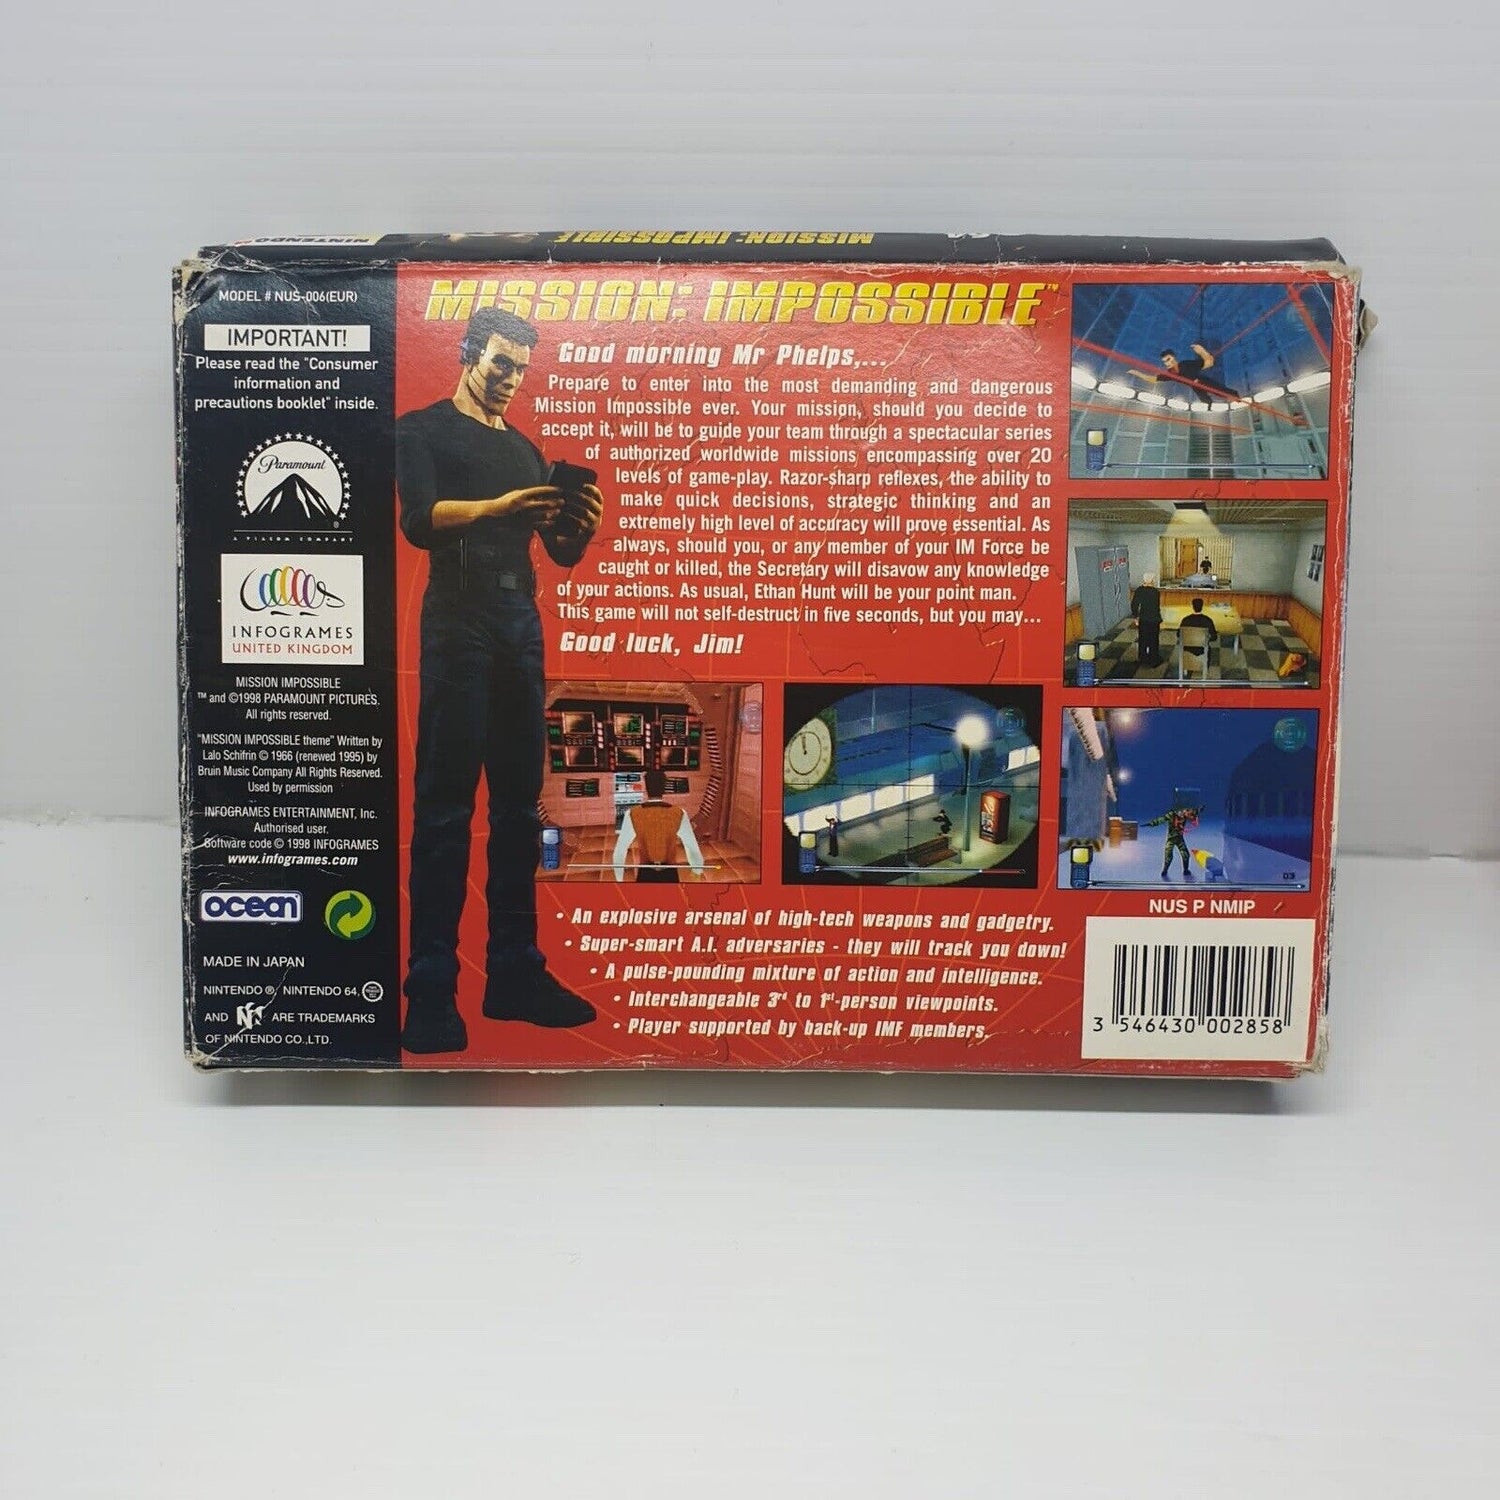 NINTENDO
MISSION: IMPOSSIBLE
64
MODEL # NUS-006(EUR)
IMPORTANT!
Please read the "Consumer
information and
precautions booklet" inside.
Paramount
®
A VIACOM COMPANY
INFOGRAMES
UNITED KINGDOM
MISSION IMPOSSIBLE
™ and ©1998 PARAMOUNT PICTURES.
All rights reserved.
"MISSION IMPOSSIBLE theme" Written by
Lalo Schifrin © 1966 (renewed 1995) by
Bruin Music Company All Rights Reserved.
Used by permission
INFOGRAMES ENTERTAINMENT, Inc.
Authorised user.
Software code © 1998 INFOGRAMES
www.infogrames.com
ocean
MADE IN JAPAN
NINTENDO ®, NINTENDO 64,
AND N ARE TRADEMARKS
OF NINTENDO CO.,LTD.
MISSION: IMPOSSIBLE™
Good morning Mr Phelps,...
Prepare to enter into the most demanding and dangerous
Mission Impossible ever. Your mission, should you decide to
accept it, will be to guide your team through a spectacular series
of authorized worldwide missions encompassing over 20
levels of game-play. Razor-sharp reflexes, the ability to
make quick decisions, strategic thinking and an
extremely high level of accuracy will prove essential. As
always, should you, or any member of your IM Force be
caught or killed, the Secretary will disavow any knowledge
of your actions. As usual, Ethan Hunt will be your point man.
This game will not self-destruct in five seconds, but you may...
Good luck, Jim!
03
• An explosive arsenal of high-tech weapons and gadgetry.
• Super-smart A.I. adversaries - they will track you down!
• A pulse-pounding mixture of action and intelligence.
• Interchangeable 3rd to 1st-person viewpoints.
• Player supported by back-up IMF members.
NUS P NMIP
3 546430 002858